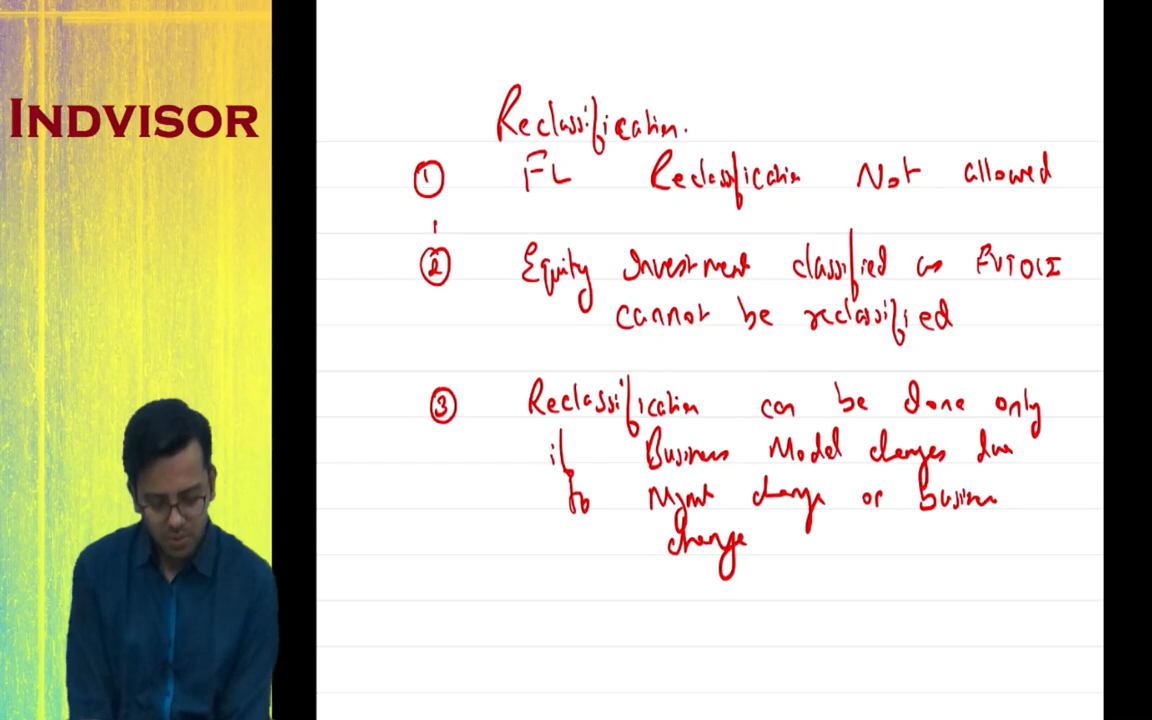 INDVISOR
Reclassification.
① FL Reclassification Not allowed
② Equity Investment classified as FVTOCI
cannot be reclassified
③ Reclassification can be done only
if Business Model changes due
to Mgmt change or business
change